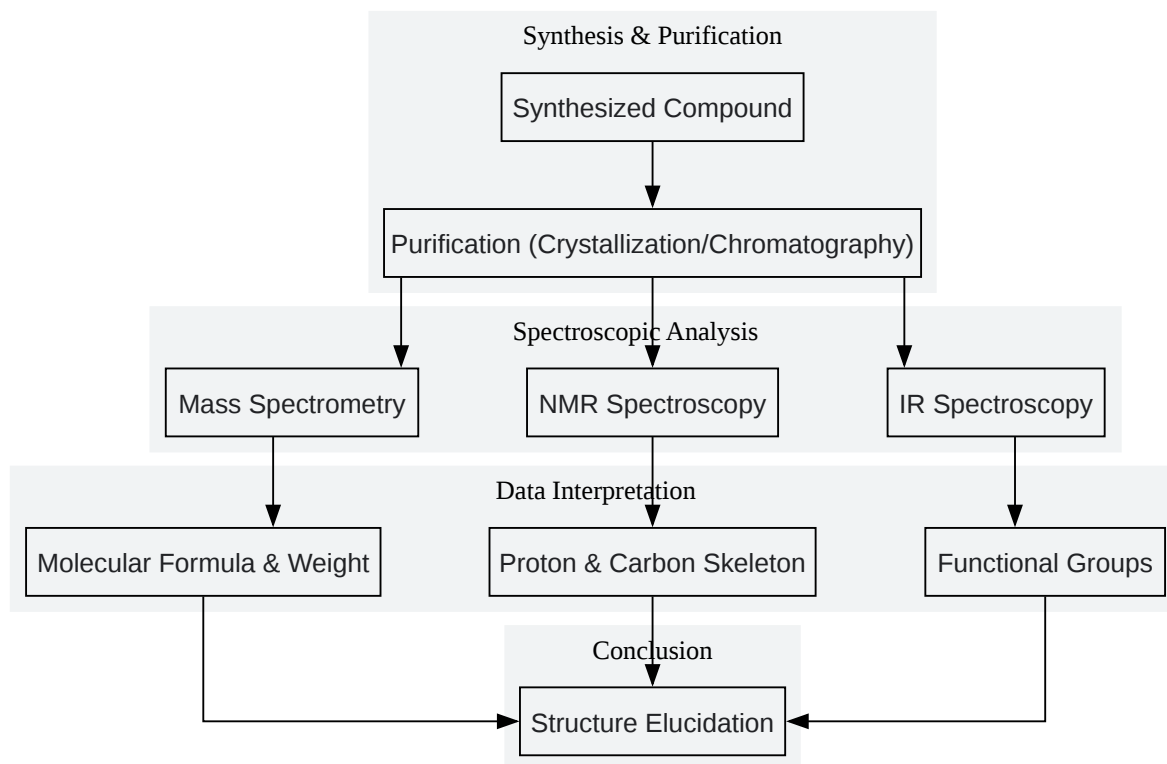 Synthesis & Purification
Synthesized Compound
Purification (Crystallization/Chromatography)
Spectroscopic Analysis
Mass Spectrometry
NMR Spectroscopy
IR Spectroscopy
Data Interpretation
Molecular Formula & Weight
Proton & Carbon Skeleton
Functional Groups
Conclusion
Structure Elucidation